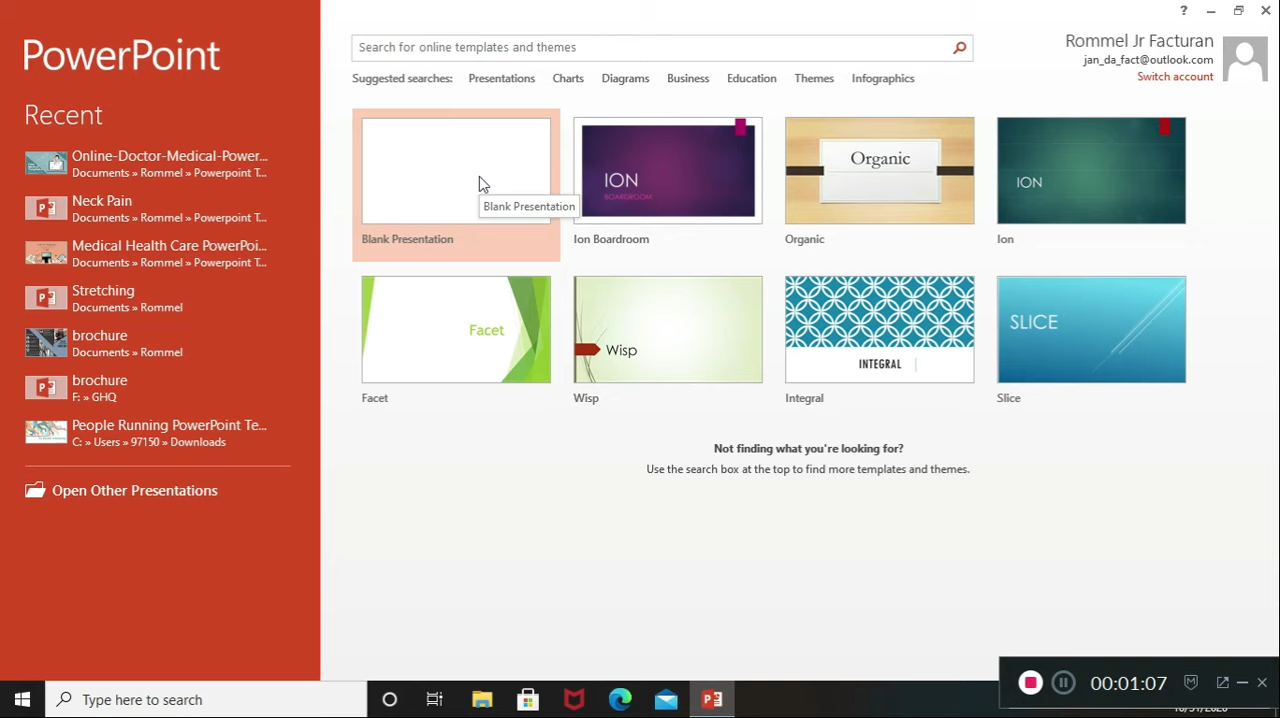 PowerPoint
Recent
Online-Doctor-Medical-Power...
Documents » Rommel » Powerpoint T...
Neck Pain
Documents » Rommel » Powerpoint T...
Medical Health Care PowerPoi...
Documents » Rommel » Powerpoint T...
Stretching
Documents » Rommel
brochure
Documents » Rommel
brochure
F: » GHQ
People Running PowerPoint Te...
C: » Users » 97150 » Downloads
Open Other Presentations
?
Search for online templates and themes
Suggested searches: Presentations Charts Diagrams Business Education Themes Infographics
Rommel Jr Facturan
jan_da_fact@outlook.com
Switch account
Blank Presentation
Blank Presentation
ION
BOARDROOM
Ion Boardroom
Organic
Organic
ION
Ion
Facet
Facet
Wisp
Wisp
INTEGRAL
Integral
SLICE
Slice
Not finding what you're looking for?
Use the search box at the top to find more templates and themes.
Type here to search
00:01:07